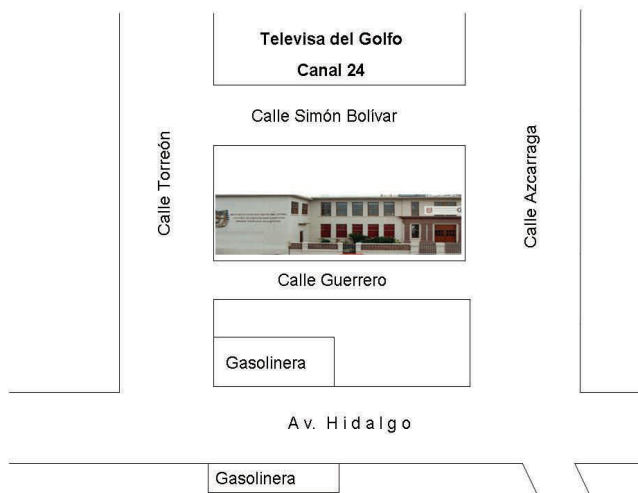 Televisa del Golfo
Canal 24
Calle Simón Bolívar
Calle Torreón
Calle Azcarraga
Calle Guerrero
Gasolinera
Av. Hidalgo
Gasolinera